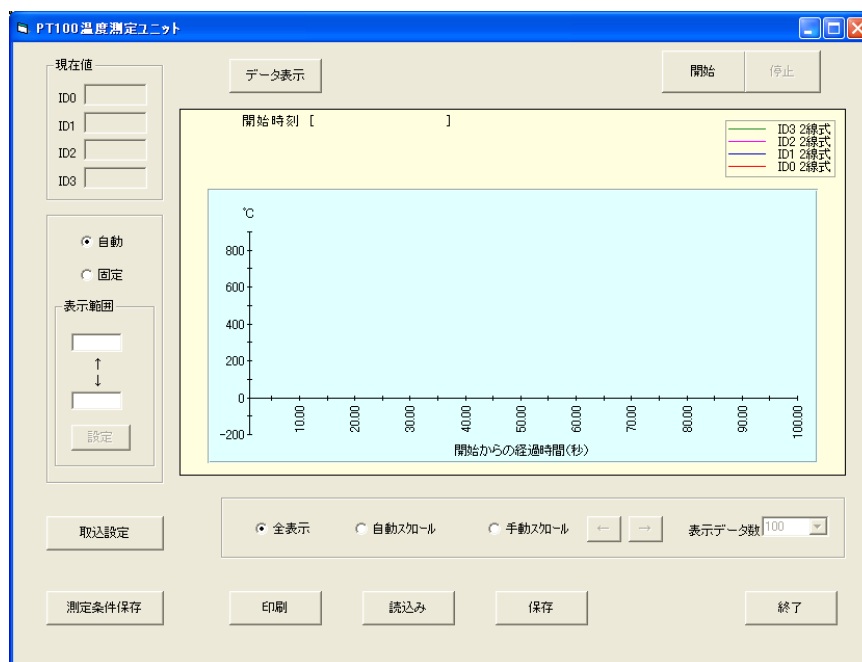 PT100温度測定ユニット
現在値
ID0
ID1
ID2
ID3
データ表示
開始
停止
開始時刻 [ ]
ID3 2線式
ID2 2線式
ID1 2線式
ID0 2線式
自動
固定
表示範囲
↑
↓
設定
℃
800
600
400
200
0
-200
10.00 20.00 30.00 40.00 50.00 60.00 70.00 80.00 90.00 100.00
開始からの経過時間(秒)
取込設定
全表示 自動スクロール 手動スクロール ← → 表示データ数 100
測定条件保存 印刷 読込み 保存 終了